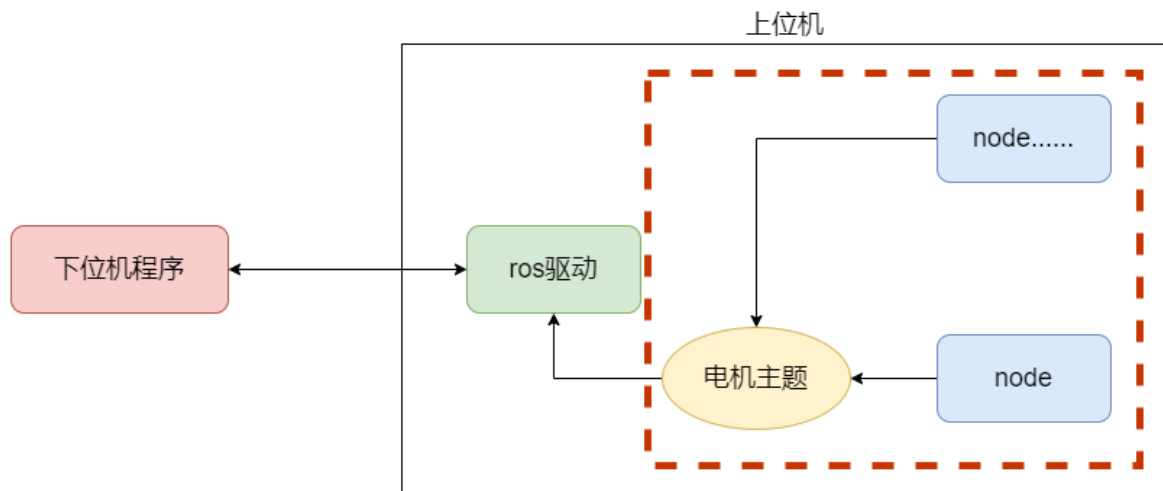 上位机
node......
下位机程序
ros驱动
电机主题
node